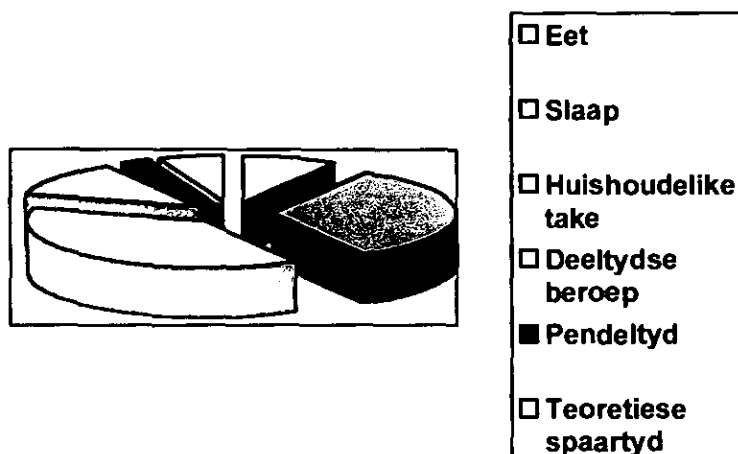 Eet
Slaap
Huishoudelike
take
Deeltydse
beroep
Pendeltyd
Teoretiese
spaartyd